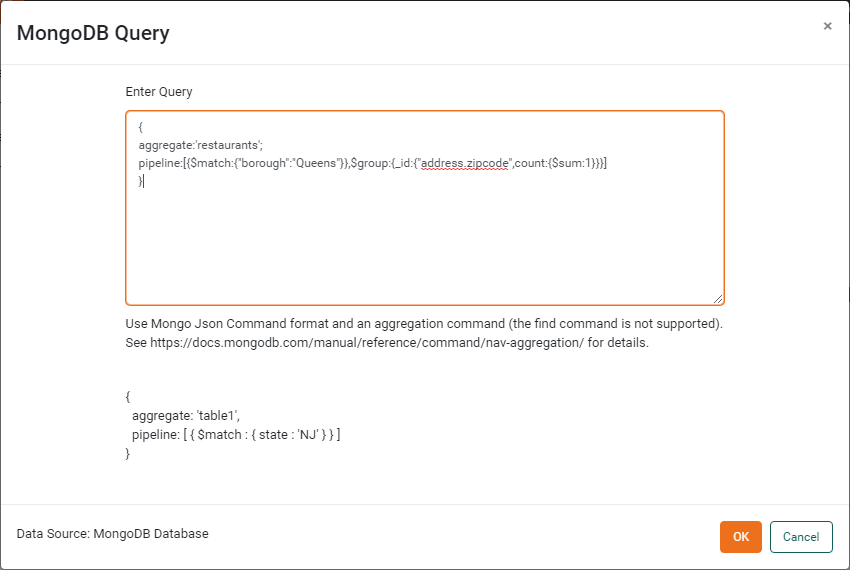 MongoDB Query
×
Enter Query
{
aggregate:'restaurants';
pipeline:[{$match:{"borough":"Queens"}},$group:{_id:{"address.zipcode",count:{$sum:1}}}]
}
Use Mongo Json Command format and an aggregation command (the find command is not supported).
See https://docs.mongodb.com/manual/reference/command/nav-aggregation/ for details.
{
aggregate: 'table1',
pipeline: [ { $match : { state : 'NJ' } } ]
}
Data Source: MongoDB Database
OK
Cancel